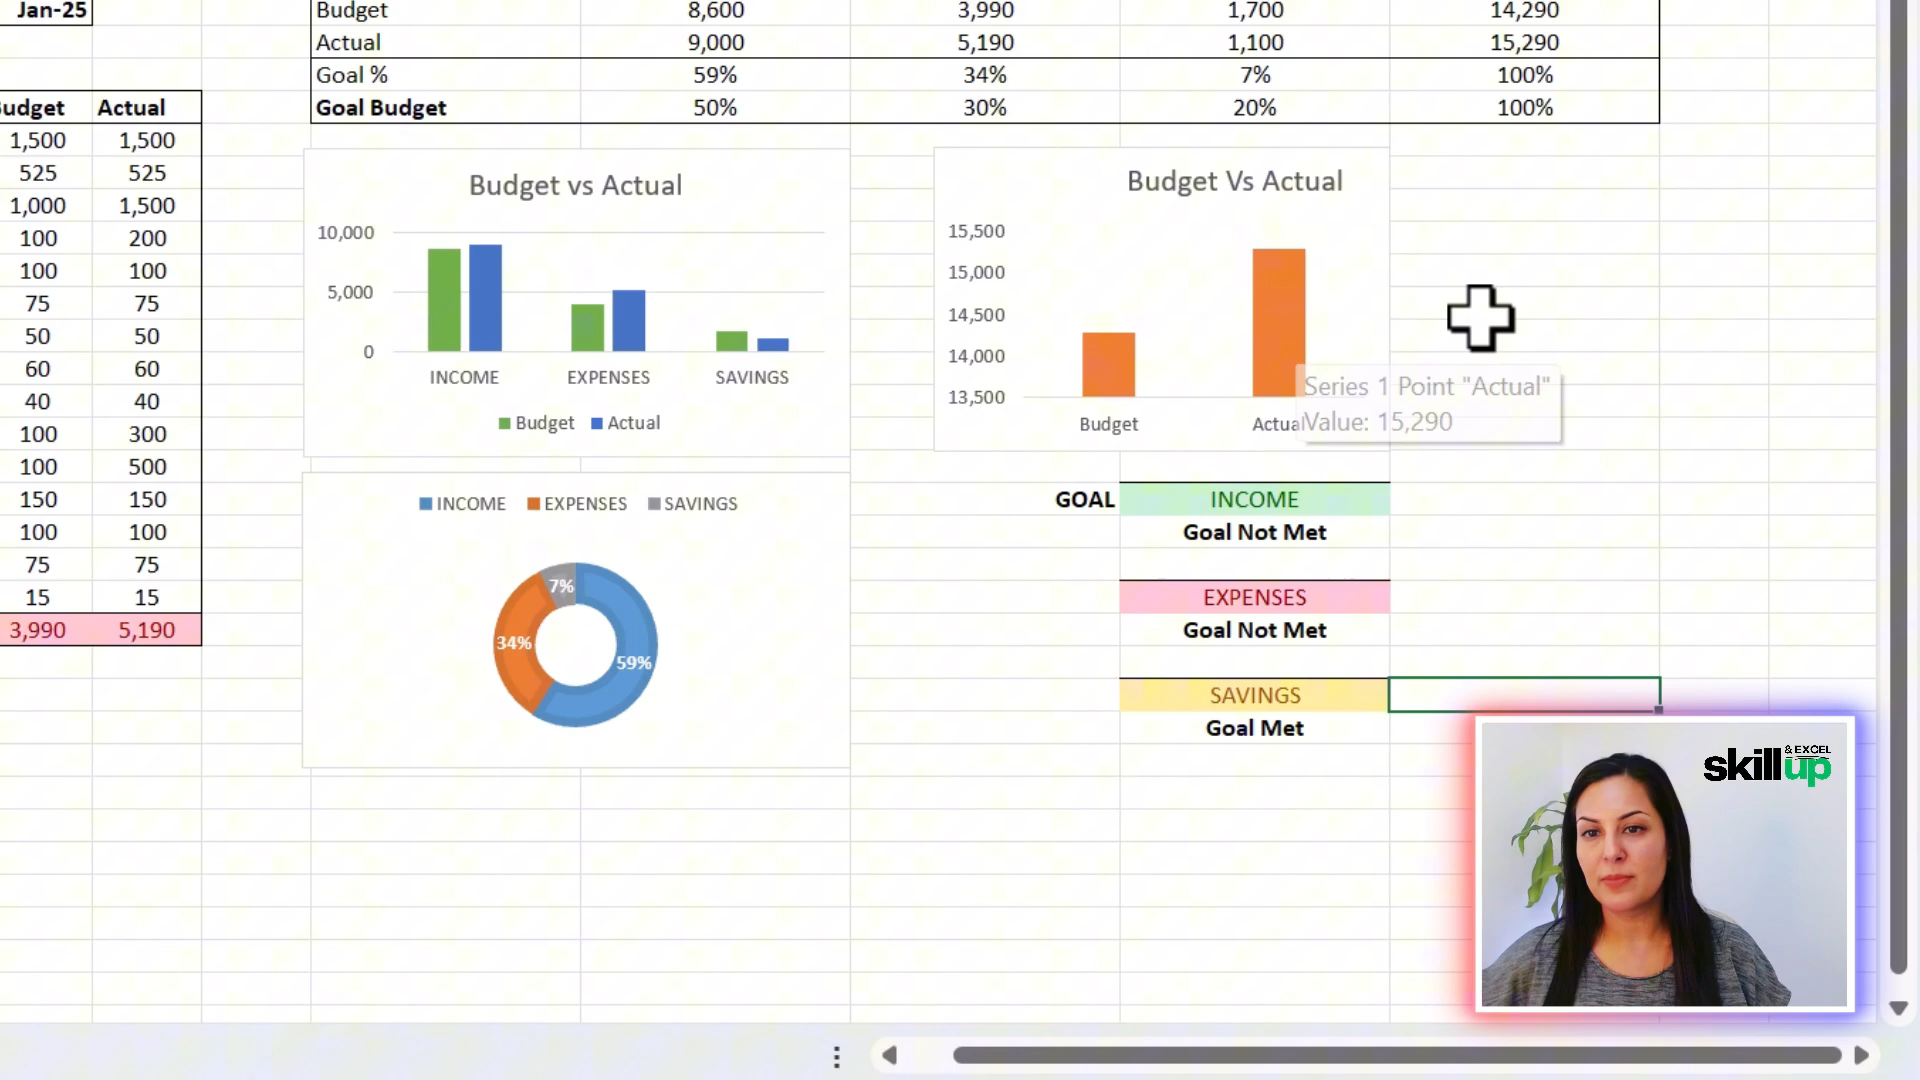 Jan-25
Budget 8,600 3,990 1,700 14,290
Actual 9,000 5,190 1,100 15,290
Goal % 59% 34% 7% 100%
Goal Budget 50% 30% 20% 100%
udget Actual
1,500 1,500
525 525
1,000 1,500
100 200
100 100
75 75
50 50
60 60
40 40
100 300
100 500
150 150
100 100
75 75
15 15
3,990 5,190
Budget vs Actual
10,000
5,000
0
INCOME EXPENSES SAVINGS
Budget Actual
INCOME EXPENSES SAVINGS
7%
34%
59%
Budget Vs Actual
15,500
15,000
14,500
14,000
13,500
Budget Actual
Series 1 Point "Actual"
Value: 15,290
GOAL INCOME
Goal Not Met
EXPENSES
Goal Not Met
SAVINGS
Goal Met
skillup & EXCEL